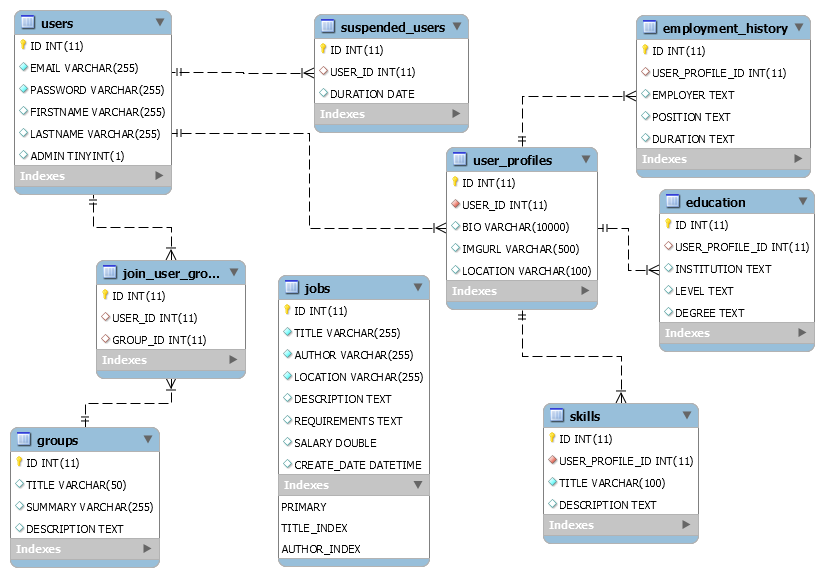 users
ID INT(11)
EMAIL VARCHAR(255)
PASSWORD VARCHAR(255)
FIRSTNAME VARCHAR(255)
LASTNAME VARCHAR(255)
ADMIN TINYINT(1)
Indexes
suspended_users
ID INT(11)
USER_ID INT(11)
DURATION DATE
Indexes
employment_history
ID INT(11)
USER_PROFILE_ID INT(11)
EMPLOYER TEXT
POSITION TEXT
DURATION TEXT
Indexes
user_profiles
ID INT(11)
USER_ID INT(11)
BIO VARCHAR(10000)
IMGURL VARCHAR(500)
LOCATION VARCHAR(100)
Indexes
education
ID INT(11)
USER_PROFILE_ID INT(11)
INSTITUTION TEXT
LEVEL TEXT
DEGREE TEXT
Indexes
join_user_gro...
ID INT(11)
USER_ID INT(11)
GROUP_ID INT(11)
Indexes
jobs
ID INT(11)
TITLE VARCHAR(255)
AUTHOR VARCHAR(255)
LOCATION VARCHAR(255)
DESCRIPTION TEXT
REQUIREMENTS TEXT
SALARY DOUBLE
CREATE_DATE DATETIME
Indexes
PRIMARY
TITLE_INDEX
AUTHOR_INDEX
groups
ID INT(11)
TITLE VARCHAR(50)
SUMMARY VARCHAR(255)
DESCRIPTION TEXT
Indexes
skills
ID INT(11)
USER_PROFILE_ID INT(11)
TITLE VARCHAR(100)
DESCRIPTION TEXT
Indexes